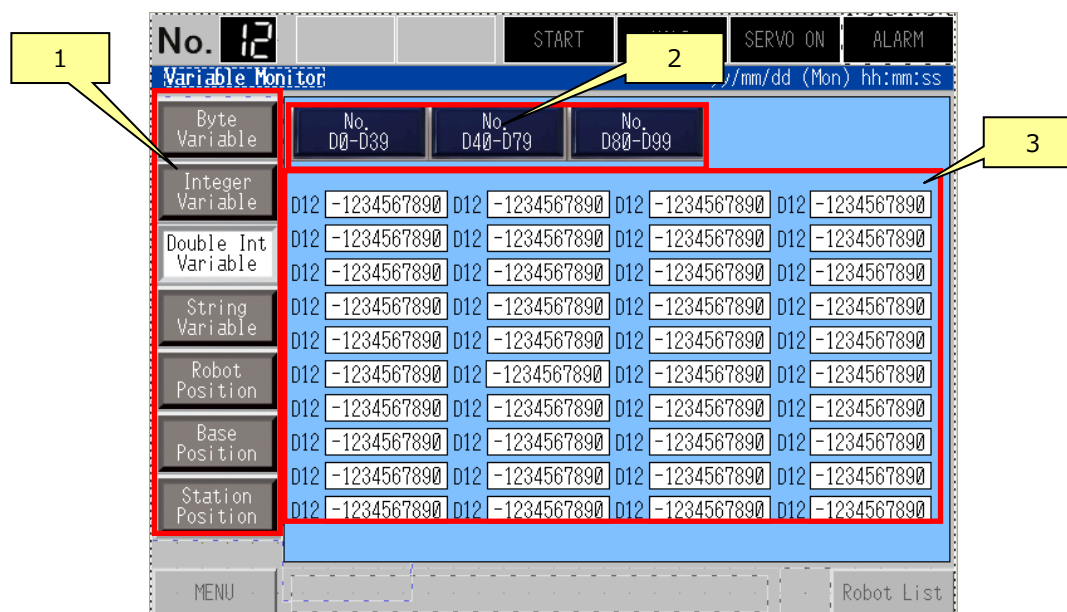 No. 12
START
SERVO ON
ALARM
Variable Monitor
/mm/dd (Mon) hh:mm:ss
1
2
3
Byte
Variable
Integer
Variable
Double Int
Variable
String
Variable
Robot
Position
Base
Position
Station
Position
No.
D0-D39
No.
D40-D79
No.
D80-D99
D12 -1234567890 D12 -1234567890 D12 -1234567890 D12 -1234567890
D12 -1234567890 D12 -1234567890 D12 -1234567890 D12 -1234567890
D12 -1234567890 D12 -1234567890 D12 -1234567890 D12 -1234567890
D12 -1234567890 D12 -1234567890 D12 -1234567890 D12 -1234567890
D12 -1234567890 D12 -1234567890 D12 -1234567890 D12 -1234567890
D12 -1234567890 D12 -1234567890 D12 -1234567890 D12 -1234567890
D12 -1234567890 D12 -1234567890 D12 -1234567890 D12 -1234567890
D12 -1234567890 D12 -1234567890 D12 -1234567890 D12 -1234567890
D12 -1234567890 D12 -1234567890 D12 -1234567890 D12 -1234567890
D12 -1234567890 D12 -1234567890 D12 -1234567890 D12 -1234567890
MENU
Robot List